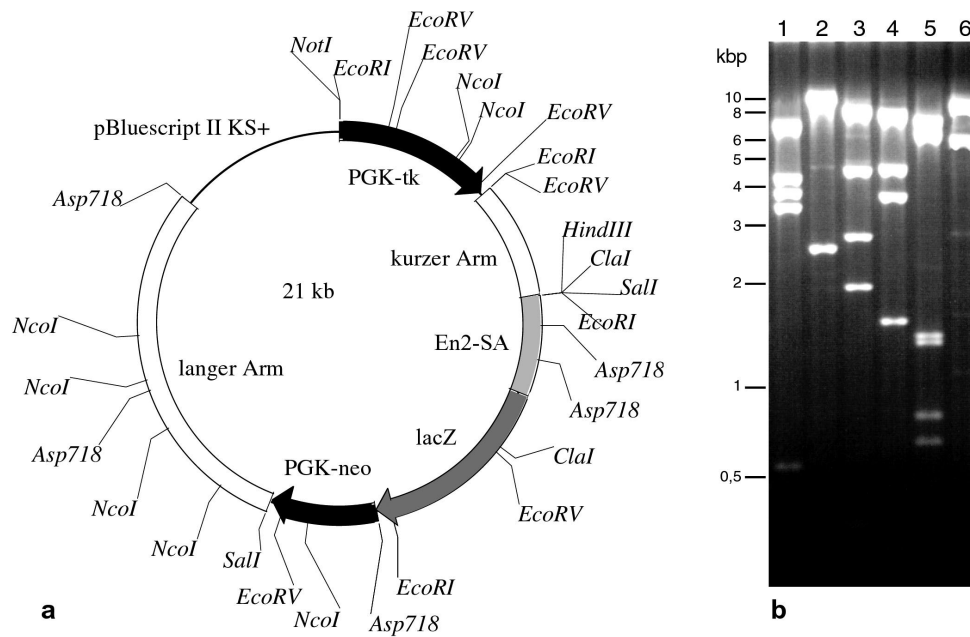 EcoRV
EcoRV
NotI
EcoRI
NcoI
NcoI
pBluescript II KS+
EcoRV
EcoRI
EcoRV
PGK-tk
Asp718
kurzer Arm
HindIII
ClaI
SalI
EcoRI
21 kb
NcoI
langer Arm
En2-SA
Asp718
NcoI
Asp718
Asp718
lacZ
ClaI
PGK-neo
NcoI
EcoRV
NcoI
SalI
EcoRV
NcoI
EcoRI
Asp718
a
1 2 3 4 5 6
kbp
10
8
6
5
4
3
2
1
0,5
b